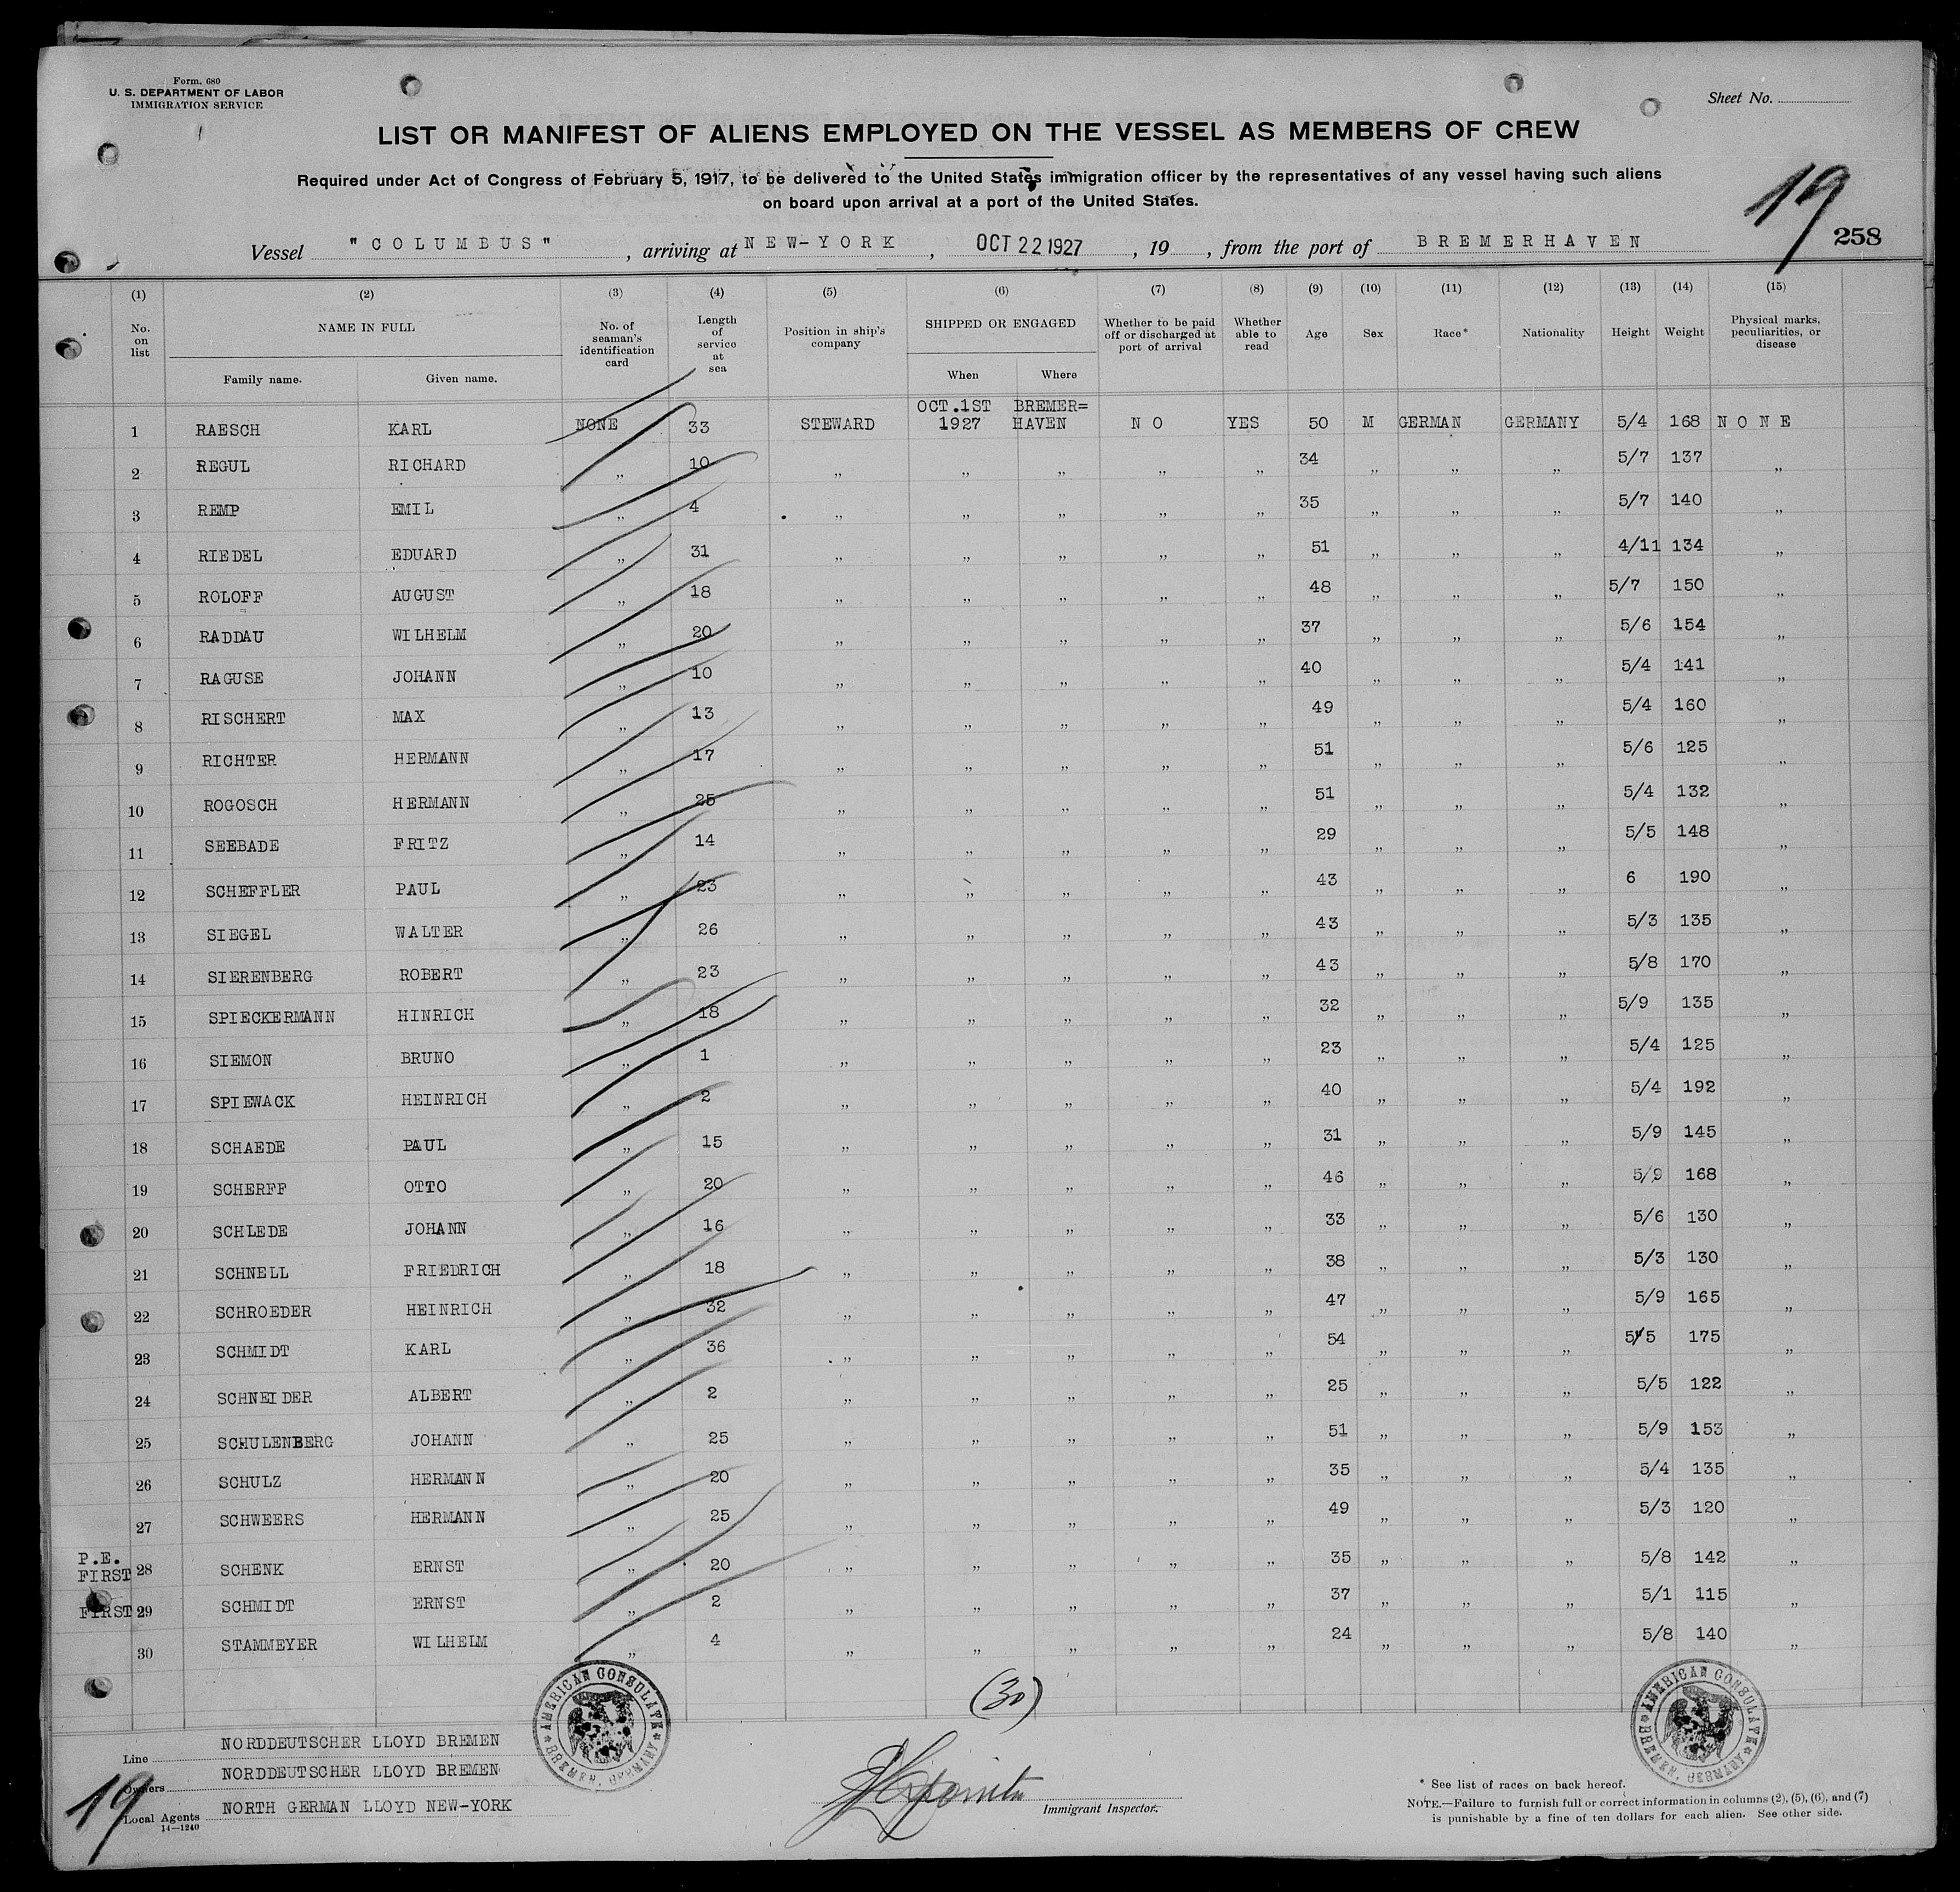 Form. 680
U. S. DEPARTMENT OF LABOR
IMMIGRATION SERVICE
Sheet No.
LIST OR MANIFEST OF ALIENS EMPLOYED ON THE VESSEL AS MEMBERS OF CREW
Required under Act of Congress of February 5, 1917, to be delivered to the United States immigration officer by the representatives of any vessel having such aliens
on board upon arrival at a port of the United States.
19
258
Vessel "COLUMBUS", arriving at NEW-YORK, OCT 22 1927, 19, from the port of BREMERHAVEN
(1) (2) (3) (4) (5) (6) (7) (8) (9) (10) (11) (12) (13) (14) (15)
No. on list NAME IN FULL Family name. Given name. No. of seaman's identification card Length of service at sea Position in ship's company SHIPPED OR ENGAGED When Where Whether to be paid off or discharged at port of arrival Whether able to read Age Sex Race* Nationality Height Weight Physical marks, peculiarities, or disease
1 RAESCH KARL NONE 33 STEWARD OCT.1ST 1927 BREMER=HAVEN NO YES 50 M GERMAN GERMANY 5/4 168 NONE
2 REGUL RICHARD „ 10 „ „ „ „ „ 34 „ „ „ 5/7 137 „
3 REMP EMIL „ 4 „ „ „ „ „ 35 „ „ „ 5/7 140 „
4 RIEDEL EDUARD „ 31 „ „ „ „ „ 51 „ „ „ 4/11 134 „
5 ROLOFF AUGUST „ 18 „ „ „ „ „ 48 „ „ „ 5/7 150 „
6 RADDAU WILHELM „ 20 „ „ „ „ „ 37 „ „ „ 5/6 154 „
7 RAGUSE JOHANN „ 10 „ „ „ „ „ 40 „ „ „ 5/4 141 „
8 RISCHERT MAX „ 13 „ „ „ „ „ 49 „ „ „ 5/4 160 „
9 RICHTER HERMANN „ 17 „ „ „ „ „ 51 „ „ „ 5/6 125 „
10 ROGOSCH HERMANN „ 25 „ „ „ „ „ 51 „ „ „ 5/4 132 „
11 SEEBADE FRITZ „ 14 „ „ „ „ „ 29 „ „ „ 5/5 148 „
12 SCHEFFLER PAUL „ 23 „ „ „ „ „ 43 „ „ „ 6 190 „
13 SIEGEL WALTER „ 26 „ „ „ „ „ 43 „ „ „ 5/3 135 „
14 SIERENBERG ROBERT „ 23 „ „ „ „ „ 43 „ „ „ 5/8 170 „
15 SPIECKERMANN HINRICH „ 18 „ „ „ „ „ 32 „ „ „ 5/9 135 „
16 SIEMON BRUNO „ 1 „ „ „ „ „ 23 „ „ „ 5/4 125 „
17 SPIEWACK HEINRICH „ 2 „ „ „ „ „ 40 „ „ „ 5/4 192 „
18 SCHAEDE PAUL „ 15 „ „ „ „ „ 31 „ „ „ 5/9 145 „
19 SCHERFF OTTO „ 20 „ „ „ „ „ 46 „ „ „ 5/9 168 „
20 SCHLEDE JOHANN „ 16 „ „ „ „ „ 33 „ „ „ 5/6 130 „
21 SCHNELL FRIEDRICH „ 18 „ „ „ „ „ 38 „ „ „ 5/3 130 „
22 SCHROEDER HEINRICH „ 32 „ „ „ „ „ 47 „ „ „ 5/9 165 „
23 SCHMIDT KARL „ 36 „ „ „ „ „ 54 „ „ „ 5/5 175 „
24 SCHNEIDER ALBERT „ 2 „ „ „ „ „ 25 „ „ „ 5/5 122 „
25 SCHULENBERG JOHANN „ 25 „ „ „ „ „ 51 „ „ „ 5/9 153 „
26 SCHULZ HERMANN „ 20 „ „ „ „ „ 35 „ „ „ 5/4 135 „
27 SCHWEERS HERMANN „ 25 „ „ „ „ „ 49 „ „ „ 5/3 120 „
P.E. FIRST 28 SCHENK ERNST „ 20 „ „ „ „ „ 35 „ „ „ 5/8 142 „
FIRST 29 SCHMIDT ERNST „ 2 „ „ „ „ „ 37 „ „ „ 5/1 115 „
30 STAMMEYER WILHELM „ 4 „ „ „ „ „ 24 „ „ „ 5/8 140 „
(30)
AMERICAN CONSULATE BREMEN, GERMANY
AMERICAN CONSULATE BREMEN, GERMANY
Line NORDDEUTSCHER LLOYD BREMEN
Owners NORDDEUTSCHER LLOYD BREMEN
Local Agents NORTH GERMAN LLOYD NEW-YORK
14—1240
19
Immigrant Inspector.
* See list of races on back hereof.
NOTE.—Failure to furnish full or correct information in columns (2), (5), (6), and (7)
is punishable by a fine of ten dollars for each alien. See other side.